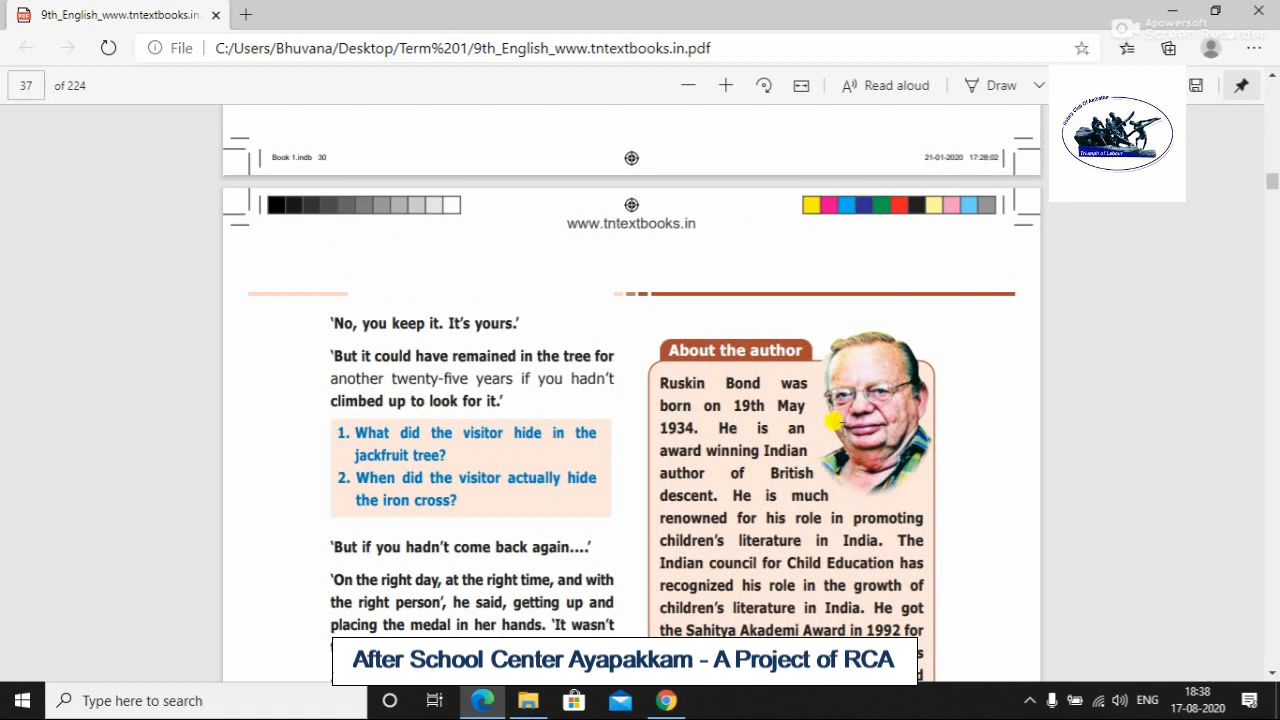 9th_English_www.tntextbooks.in.
Apowersoft
Screen Recorder
File
C:/Users/Bhuvana/Desktop/Term%201/9th_English_www.tntextbooks.in.pdf
37 of 224
Read aloud
Draw
Rotary Club Of Ambattur
Triumph of Labour
Book 1.indb 30
21-01-2020 17:28:02
www.tntextbooks.in
'No, you keep it. It's yours.'
'But it could have remained in the tree for
another twenty-five years if you hadn't
climbed up to look for it.'
1. What did the visitor hide in the
jackfruit tree?
2. When did the visitor actually hide
the iron cross?
'But if you hadn't come back again....'
'On the right day, at the right time, and with
the right person', he said, getting up and
placing the medal in her hands. 'It wasn't
About the author
Ruskin Bond was
born on 19th May
1934. He is an
award winning Indian
author of British
descent. He is much
renowned for his role in promoting
children's literature in India. The
Indian council for Child Education has
recognized his role in the growth of
children's literature in India. He got
the Sahitya Akademi Award in 1992 for
After School Center Ayapakkam - A Project of RCA
Type here to search
ENG
18:38
17-08-2020